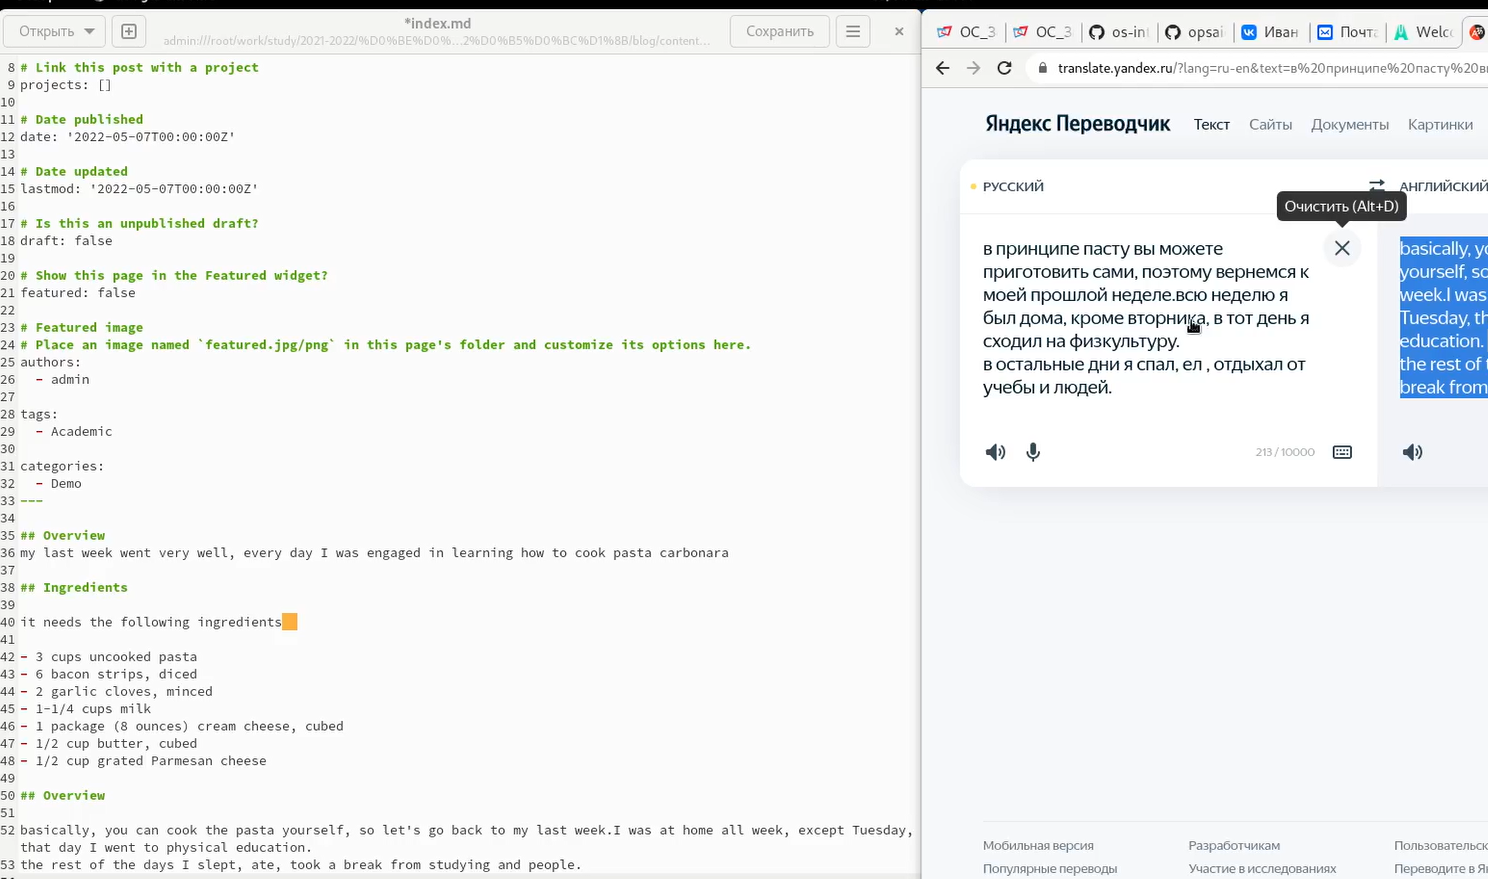 *index.md
Открыть
admin:///root/work/study/2021-2022/%D0%BE%D0%...2%D0%B5%D0%BC%D1%8B/blog/content...
Сохранить
8 # Link this post with a project
9 projects: []
10
11 # Date published
12 date: '2022-05-07T00:00:00Z'
13
14 # Date updated
15 lastmod: '2022-05-07T00:00:00Z'
16
17 # Is this an unpublished draft?
18 draft: false
19
20 # Show this page in the Featured widget?
21 featured: false
22
23 # Featured image
24 # Place an image named `featured.jpg/png` in this page's folder and customize its options here.
25 authors:
26 - admin
27
28 tags:
29 - Academic
30
31 categories:
32 - Demo
33 ---
34
35 ## Overview
36 my last week went very well, every day I was engaged in learning how to cook pasta carbonara
37
38 ## Ingredients
39
40 it needs the following ingredients
41
42 - 3 cups uncooked pasta
43 - 6 bacon strips, diced
44 - 2 garlic cloves, minced
45 - 1-1/4 cups milk
46 - 1 package (8 ounces) cream cheese, cubed
47 - 1/2 cup butter, cubed
48 - 1/2 cup grated Parmesan cheese
49
50 ## Overview
51
52 basically, you can cook the pasta yourself, so let's go back to my last week.I was at home all week, except Tuesday,
that day I went to physical education.
53 the rest of the days I slept, ate, took a break from studying and people.
ОС_З ОС_З os-in opsai Иван Почта Welc
translate.yandex.ru/?lang=ru-en&text=в%20принципе%20пасту%20в
Яндекс Переводчик Текст Сайты Документы Картинки
РУССКИЙ АНГЛИЙСКИЙ
Очистить (Alt+D)
в принципе пасту вы можете
приготовить сами, поэтому вернемся к
моей прошлой неделе.всю неделю я
был дома, кроме вторника, в тот день я
сходил на физкультуру.
в остальные дни я спал, ел , отдыхал от
учебы и людей.
213 / 10000
basically, yo
yourself, so
week.I was
Tuesday, th
education.
the rest of t
break from
Мобильная версия Разработчикам Пользовательск
Популярные переводы Участие в исследованиях Переводите в Я